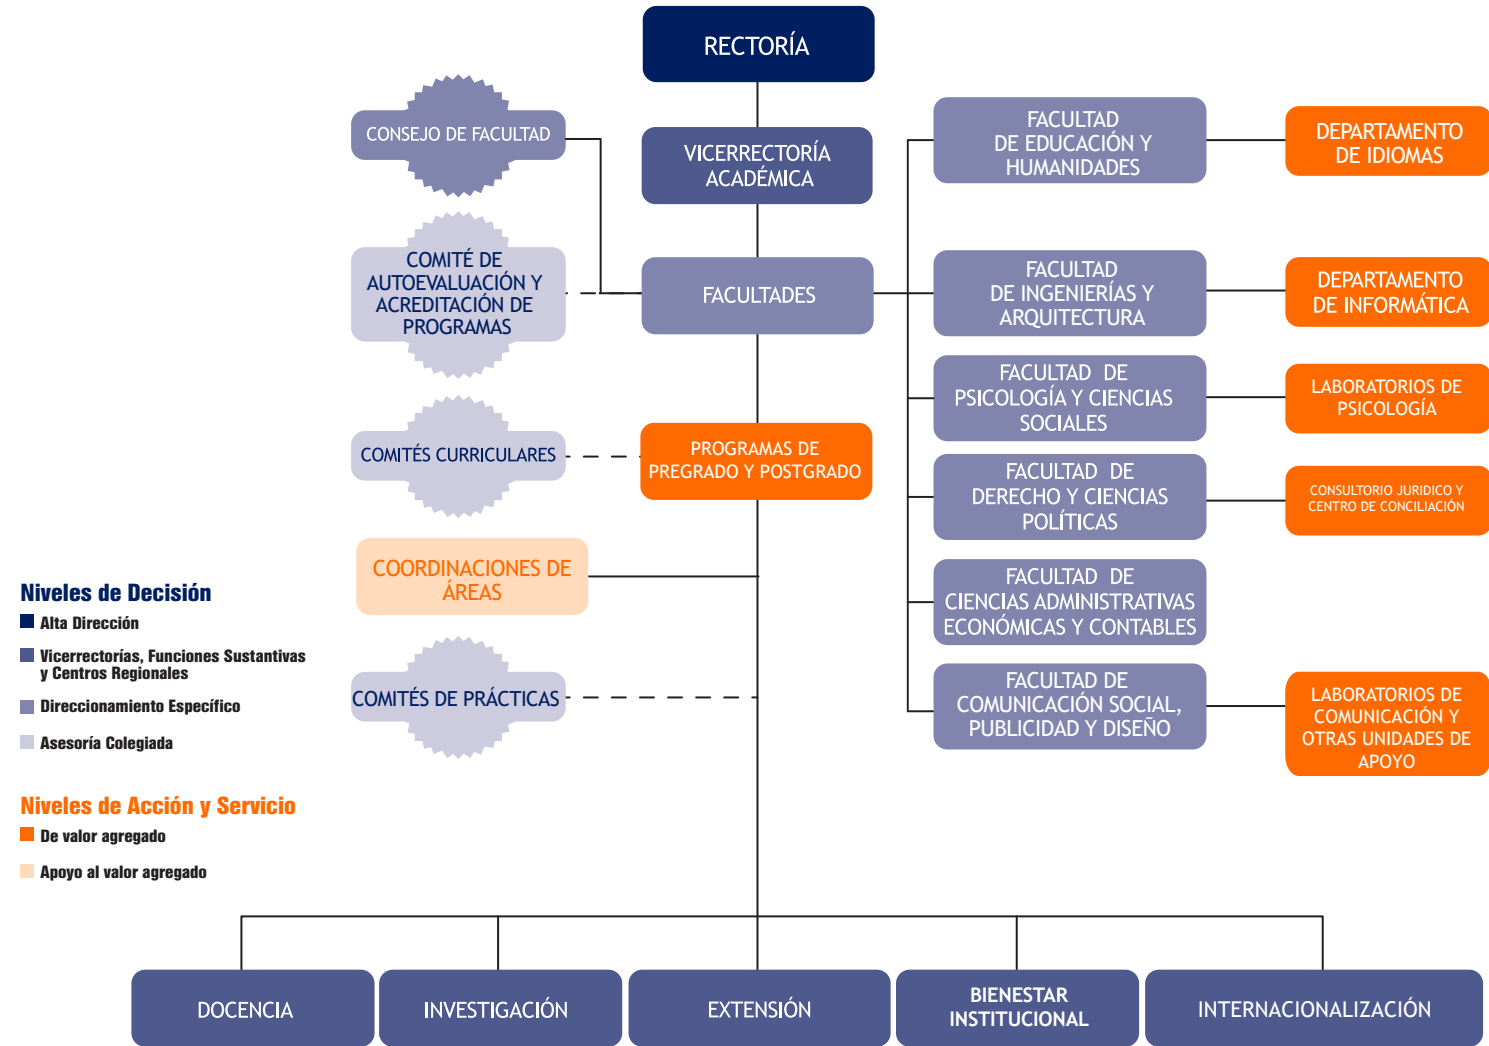 RECTORÍA
CONSEJO DE FACULTAD
VICERRECTORÍA
ACADÉMICA
FACULTAD
DE EDUCACIÓN Y
HUMANIDADES
DEPARTAMENTO
DE IDIOMAS
COMITÉ DE
AUTOEVALUACIÓN Y
ACREDITACIÓN DE
PROGRAMAS
FACULTADES
FACULTAD
DE INGENIERÍAS Y
ARQUITECTURA
DEPARTAMENTO
DE INFORMÁTICA
FACULTAD DE
PSICOLOGÍA Y CIENCIAS
SOCIALES
LABORATORIOS DE
PSICOLOGÍA
COMITÉS CURRICULARES
PROGRAMAS DE
PREGRADO Y POSTGRADO
FACULTAD DE
DERECHO Y CIENCIAS
POLÍTICAS
CONSULTORIO JURIDICO Y
CENTRO DE CONCILIACIÓN
COORDINACIONES DE
ÁREAS
FACULTAD DE
CIENCIAS ADMINISTRATIVAS
ECONÓMICAS Y CONTABLES
COMITÉS DE PRÁCTICAS
FACULTAD DE
COMUNICACIÓN SOCIAL,
PUBLICIDAD Y DISEÑO
LABORATORIOS DE
COMUNICACIÓN Y
OTRAS UNIDADES DE
APOYO
Niveles de Decisión
Alta Dirección
Vicerrectorías, Funciones Sustantivas
y Centros Regionales
Direccionamiento Específico
Asesoría Colegiada
Niveles de Acción y Servicio
De valor agregado
Apoyo al valor agregado
DOCENCIA
INVESTIGACIÓN
EXTENSIÓN
BIENESTAR
INSTITUCIONAL
INTERNACIONALIZACIÓN